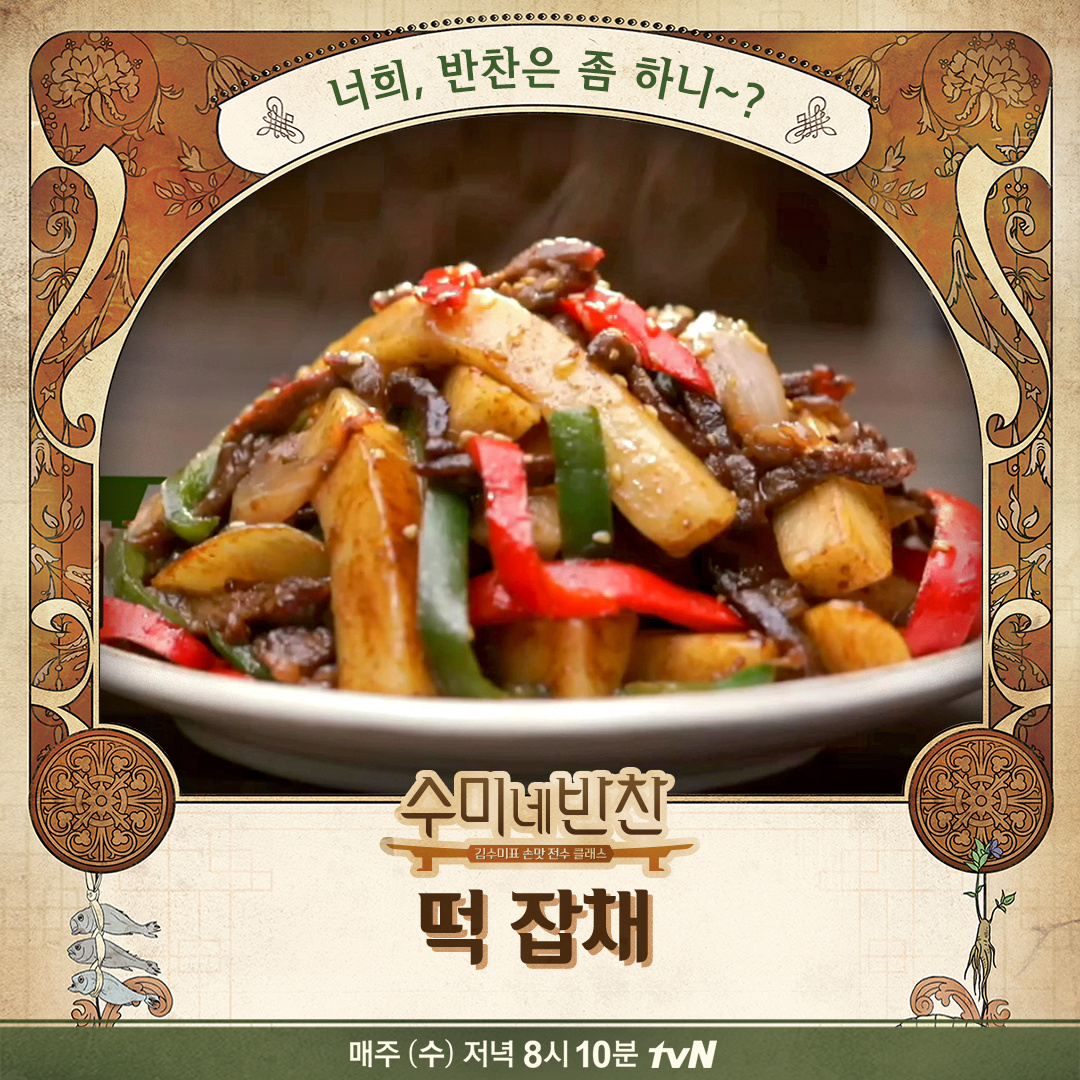 너희, 반찬은 좀 하니~?
수미네반찬
김수미표 손맛 전수 클래스
떡 잡채
매주 (수) 저녁 8시 10분 tvN